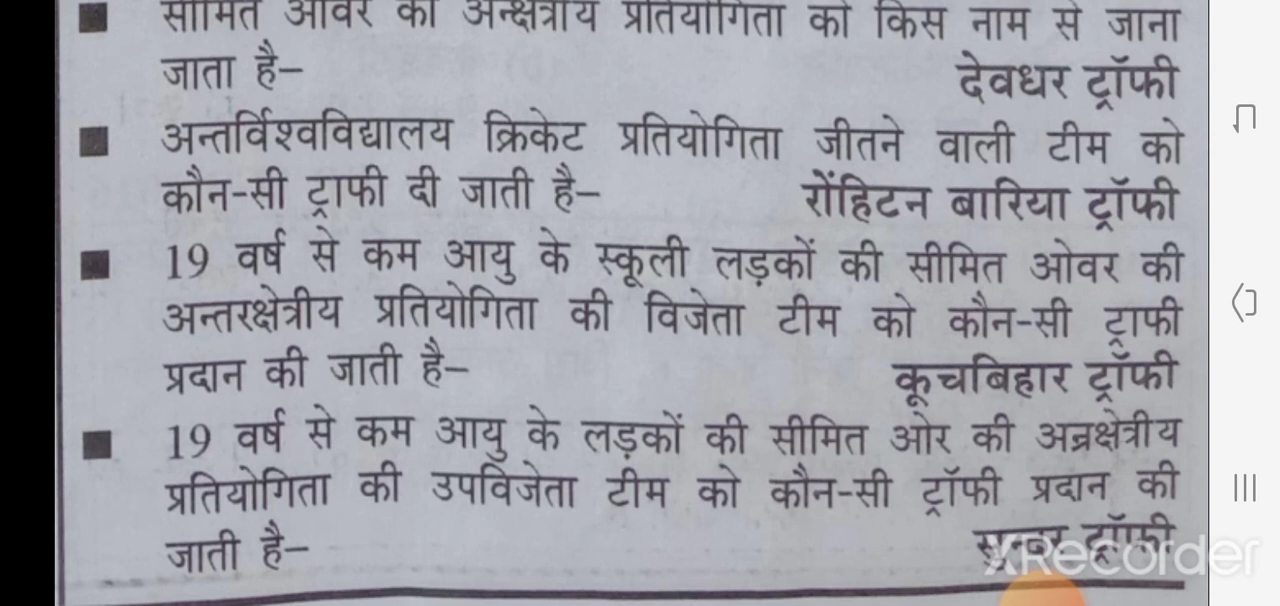 सीमित ओवर की अन्क्षेत्रीय प्रतियोगिता को किस नाम से जाना
जाता है– देवधर ट्रॉफी
अन्तर्विश्वविद्यालय क्रिकेट प्रतियोगिता जीतने वाली टीम को
कौन-सी ट्राफी दी जाती है– रोंहिटन बारिया ट्रॉफी
19 वर्ष से कम आयु के स्कूली लड़कों की सीमित ओवर की
अन्तरक्षेत्रीय प्रतियोगिता की विजेता टीम को कौन-सी ट्राफी
प्रदान की जाती है– कूचबिहार ट्रॉफी
19 वर्ष से कम आयु के लड़कों की सीमित ओर की अन्रक्षेत्रीय
प्रतियोगिता की उपविजेता टीम को कौन-सी ट्रॉफी प्रदान की
जाती है– ट्रॉफी
XRecorder